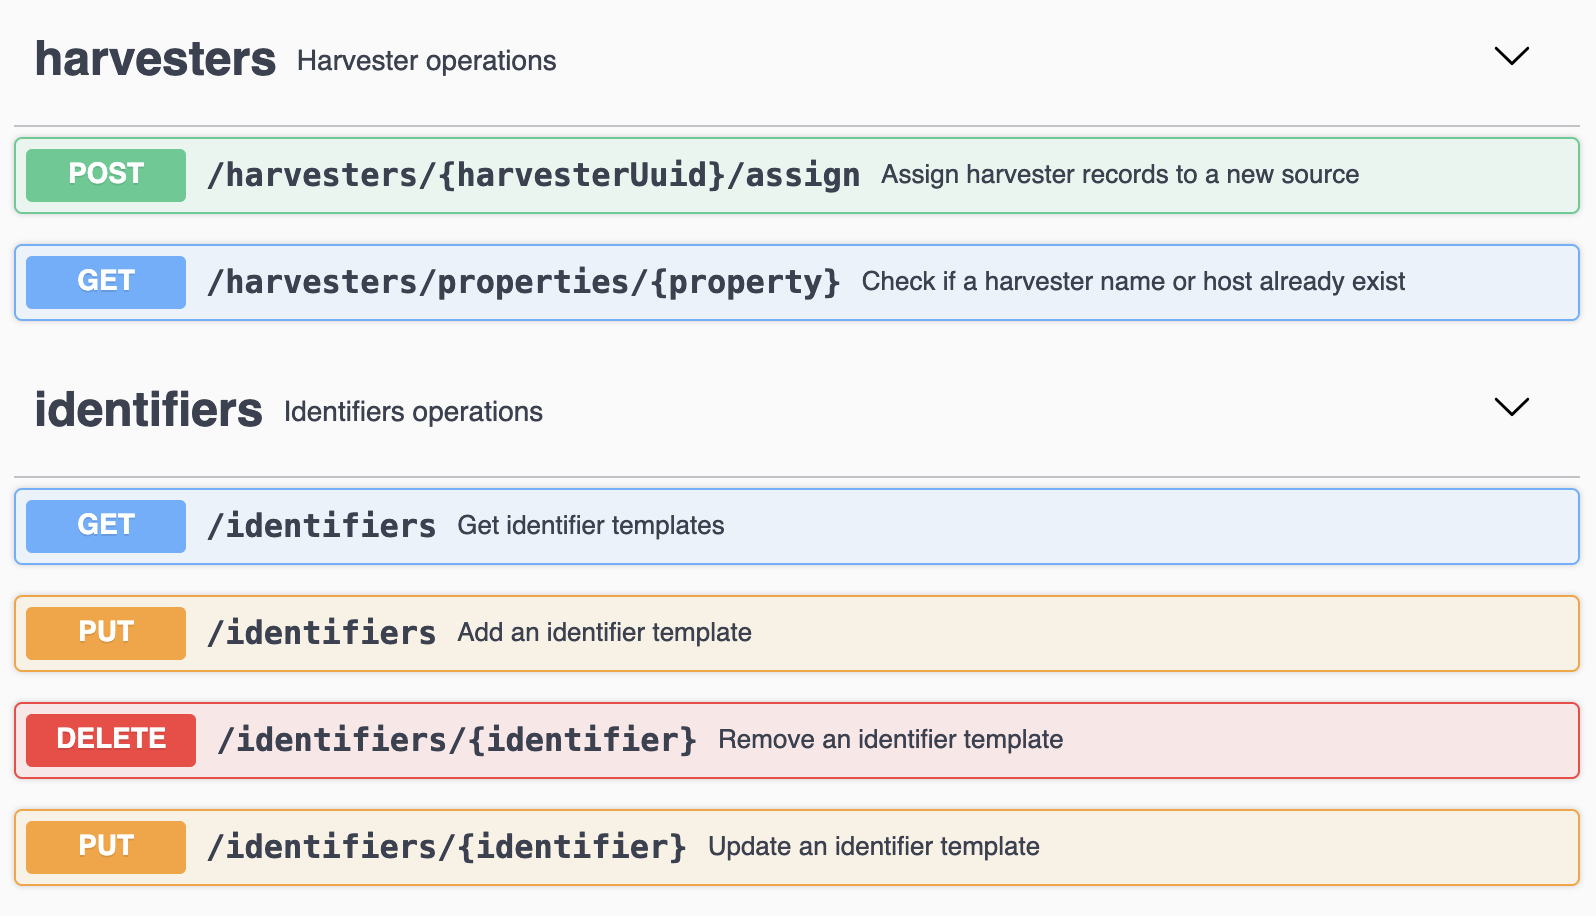 harvesters Harvester operations
POST /harvesters/{harvesterUuid}/assign Assign harvester records to a new source
GET /harvesters/properties/{property} Check if a harvester name or host already exist
identifiers Identifiers operations
GET /identifiers Get identifier templates
PUT /identifiers Add an identifier template
DELETE /identifiers/{identifier} Remove an identifier template
PUT /identifiers/{identifier} Update an identifier template